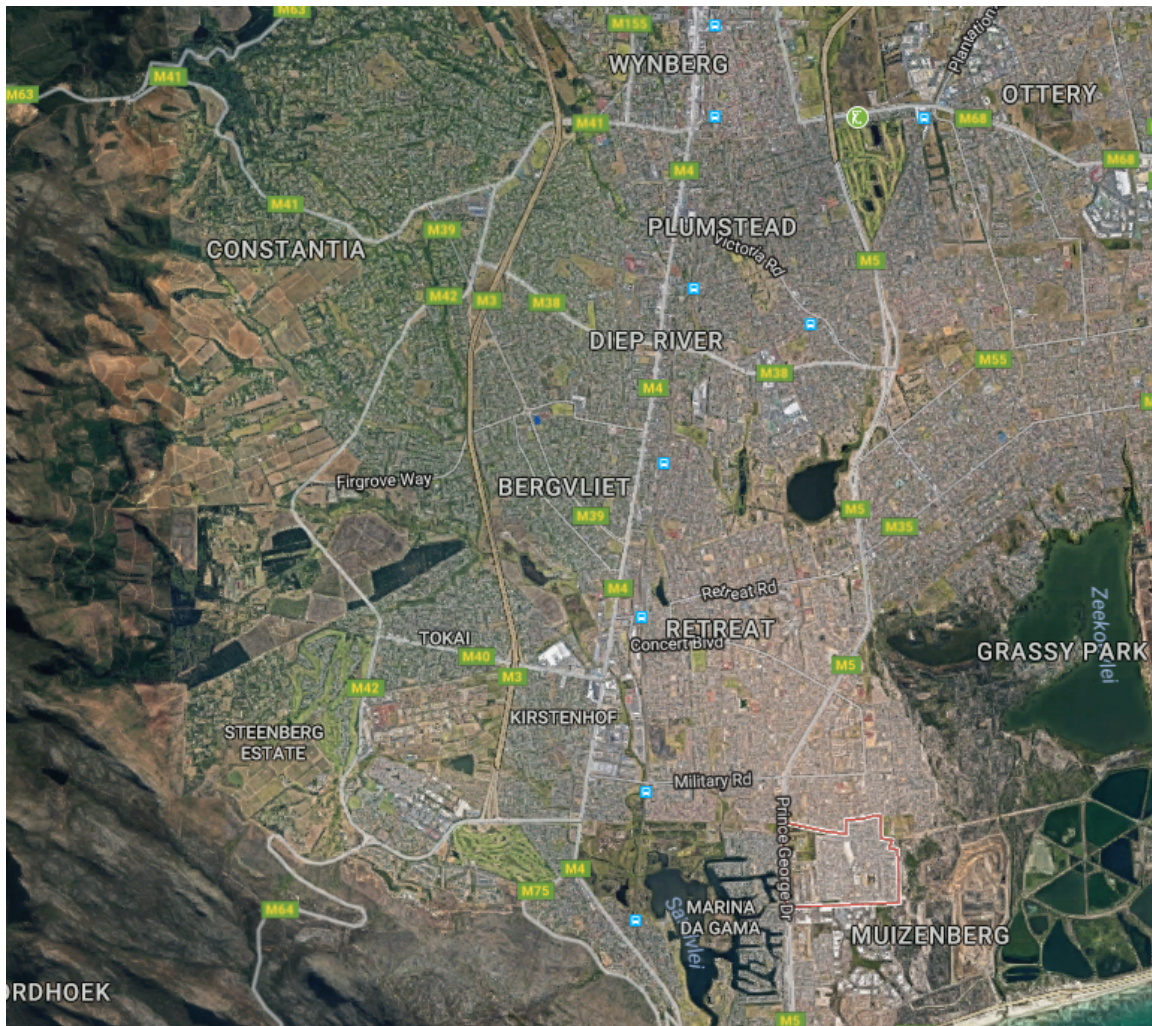 M63
M155
WYNBERG
Plantation
M41
M63
OTTERY
M41
M68
M68
M4
M41
M39
PLUMSTEAD
CONSTANTIA
Victoria Rd
M5
M42
M3
M38
DIEP RIVER
M55
M38
M4
Firgrove Way
BERGVLIET
M39
M5
M35
M4
Retreat Rd
Zeekoevlei
RETREAT
TOKAI
Concert Blvd
GRASSY PARK
M40
M5
M3
M42
KIRSTENHOF
STEENBERG
ESTATE
Military Rd
Prince George Dr
M4
M75
M64
MARINA
DA GAMA
MUIZENBERG
ORDHOEK
M5